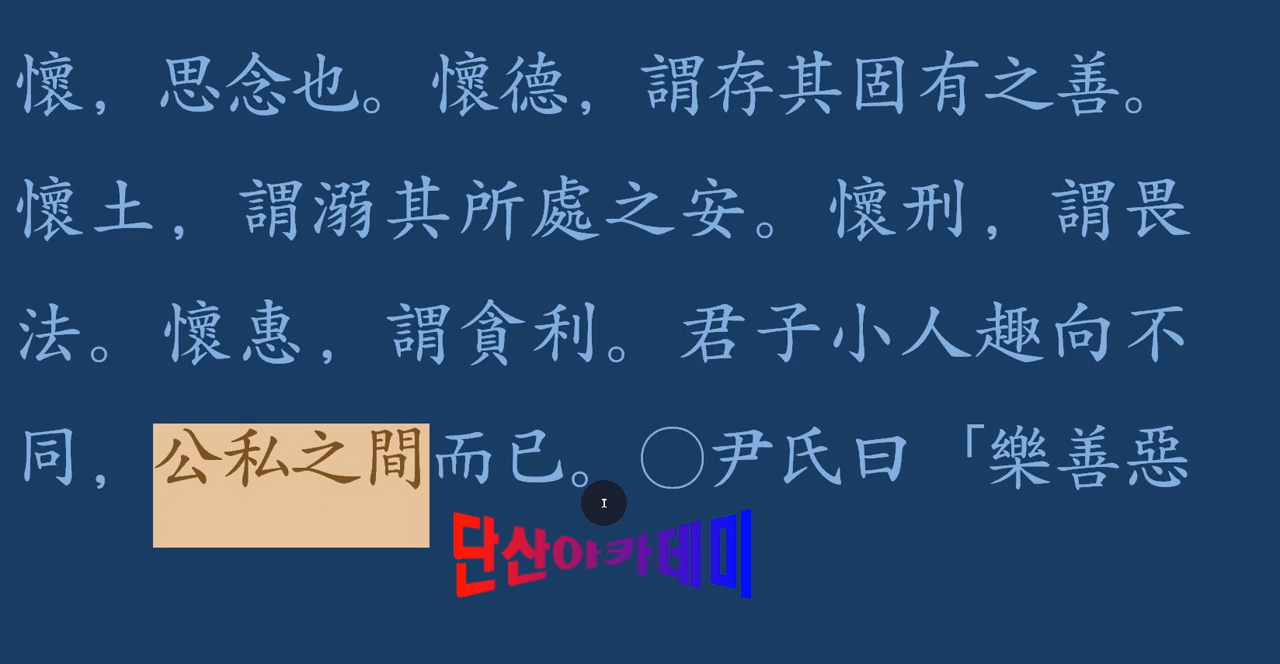 懷，思念也。懷德，謂存其固有之善。
懷土，謂溺其所處之安。懷刑，謂畏
法。懷惠，謂貪利。君子小人趣向不
同，公私之間而已。◯尹氏曰「樂善惡
단산아카데미